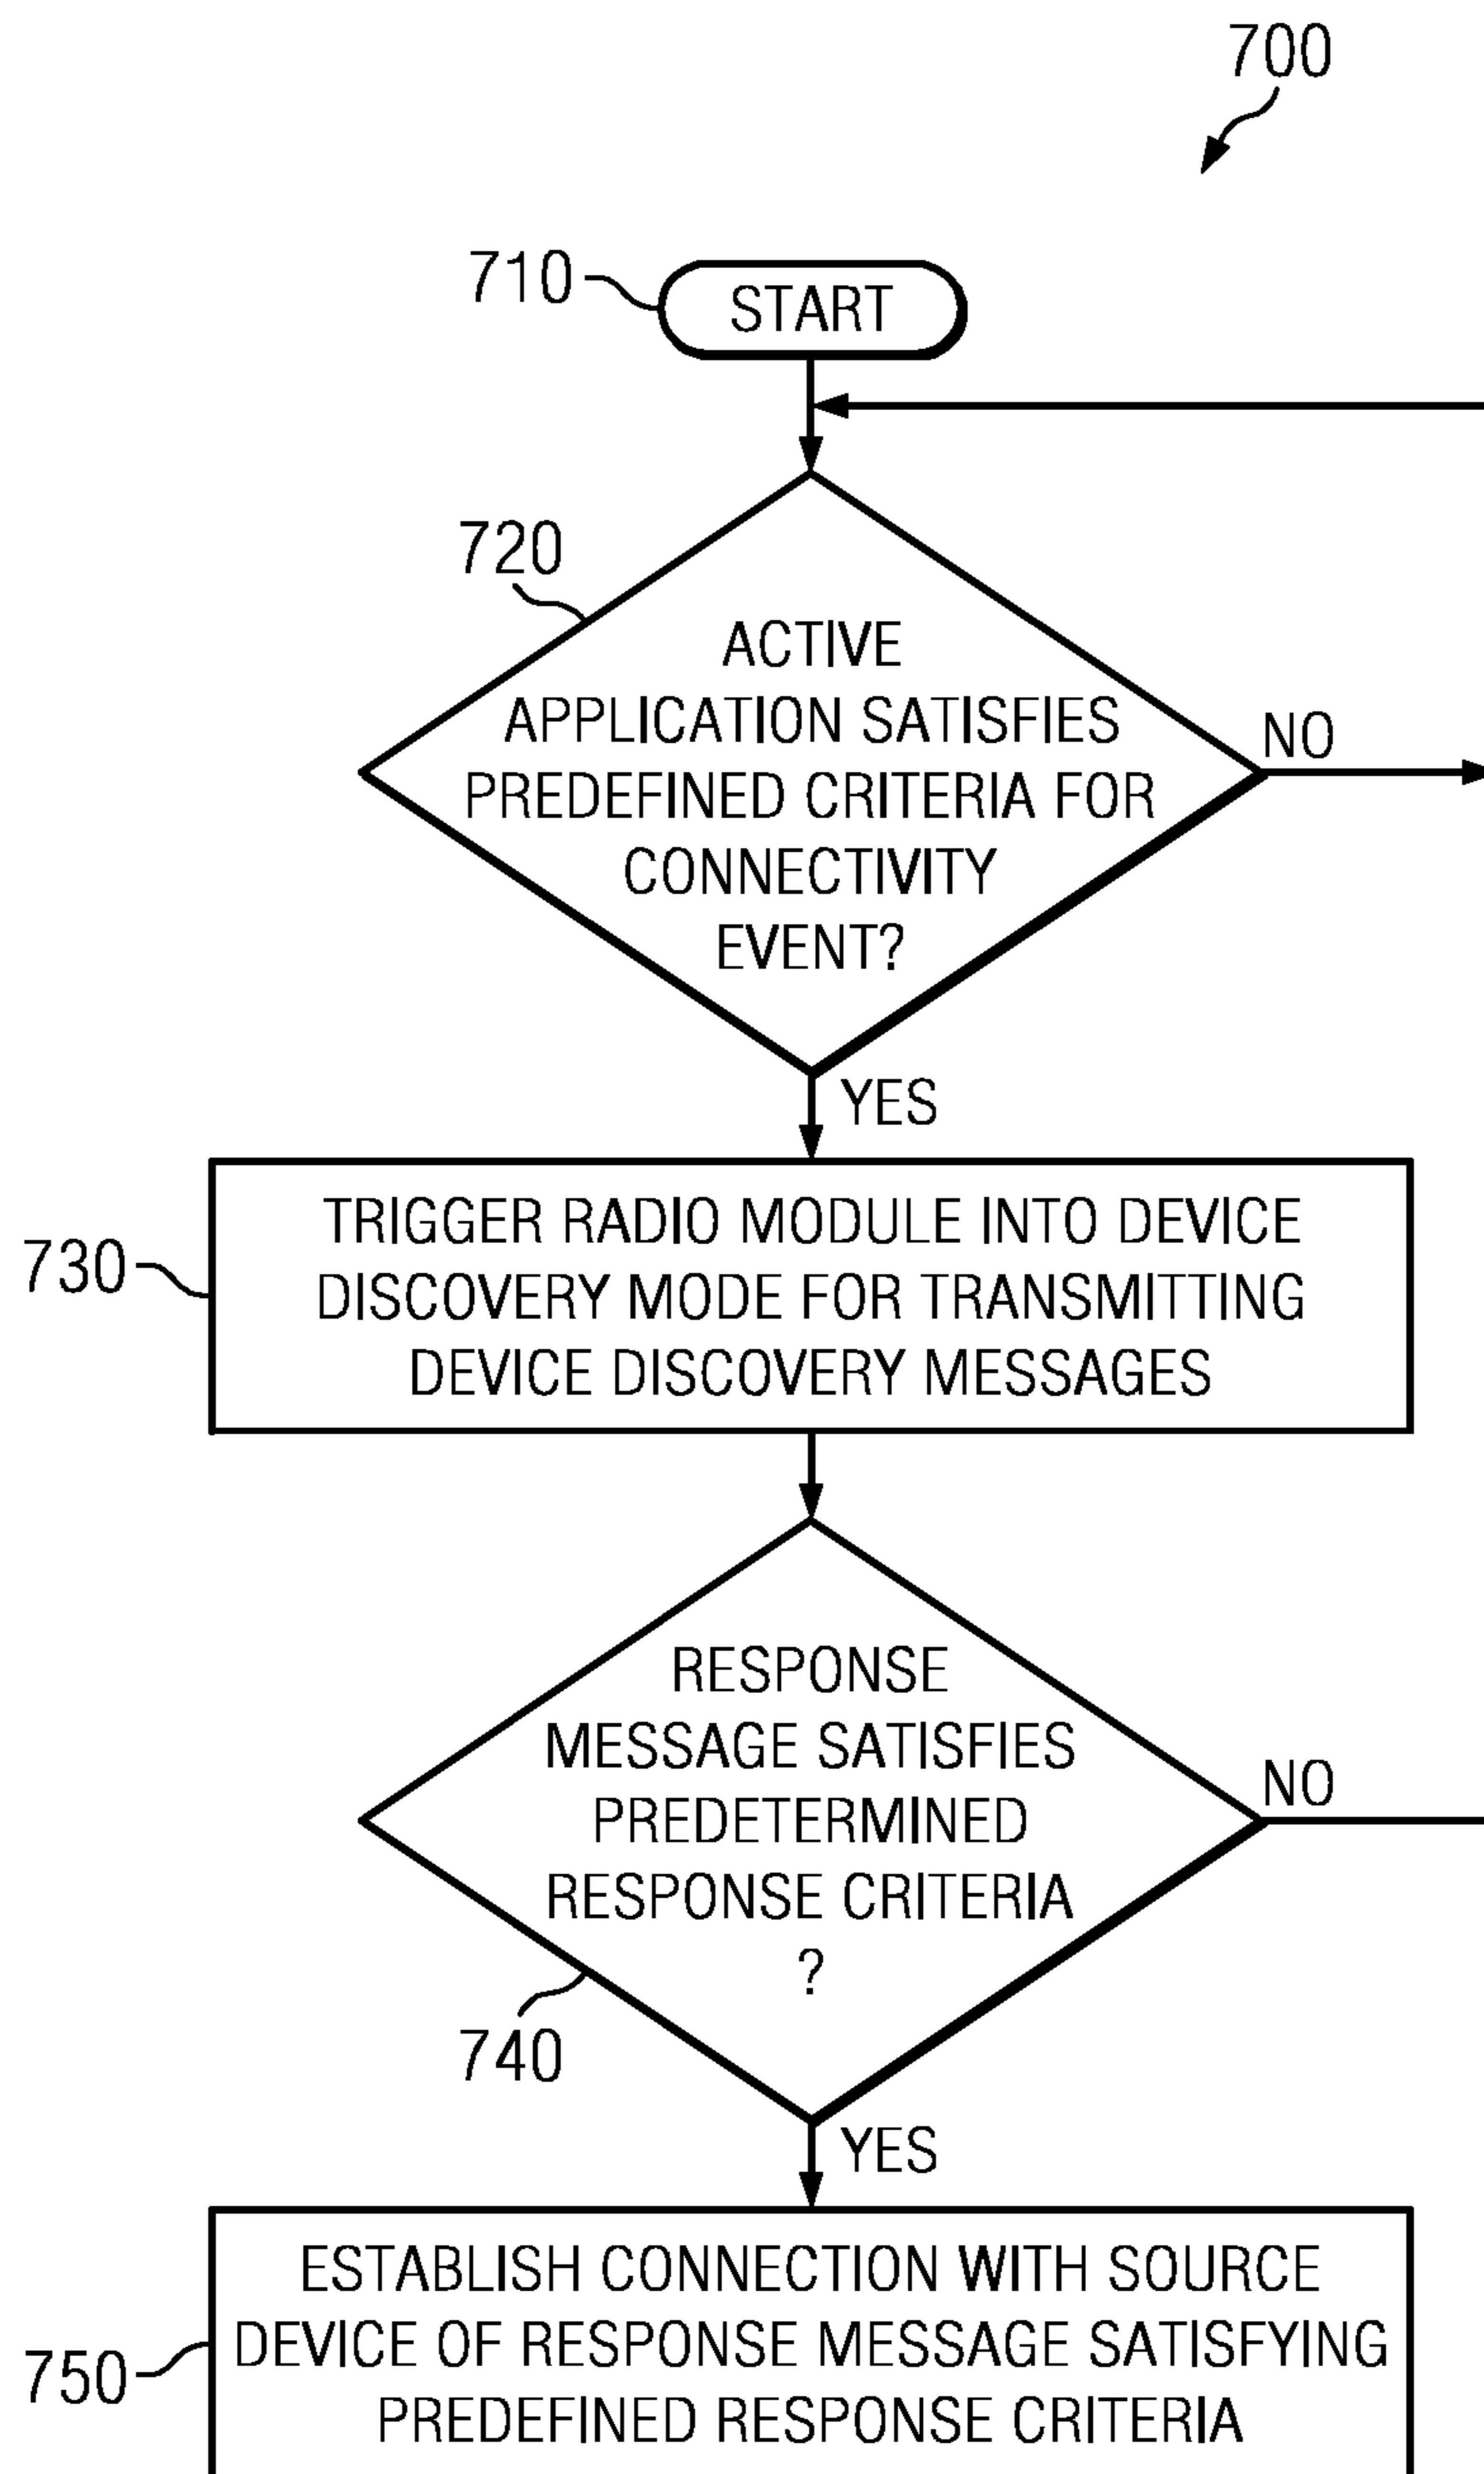 700
710
START
720
ACTIVE
APPLICATION SATISFIES
PREDEFINED CRITERIA FOR
CONNECTIVITY
EVENT?
NO
YES
730
TRIGGER RADIO MODULE INTO DEVICE
DISCOVERY MODE FOR TRANSMITTING
DEVICE DISCOVERY MESSAGES
RESPONSE
MESSAGE SATISFIES
PREDETERMINED
RESPONSE CRITERIA
?
NO
740
YES
750
ESTABLISH CONNECTION WITH SOURCE
DEVICE OF RESPONSE MESSAGE SATISFYING
PREDEFINED RESPONSE CRITERIA